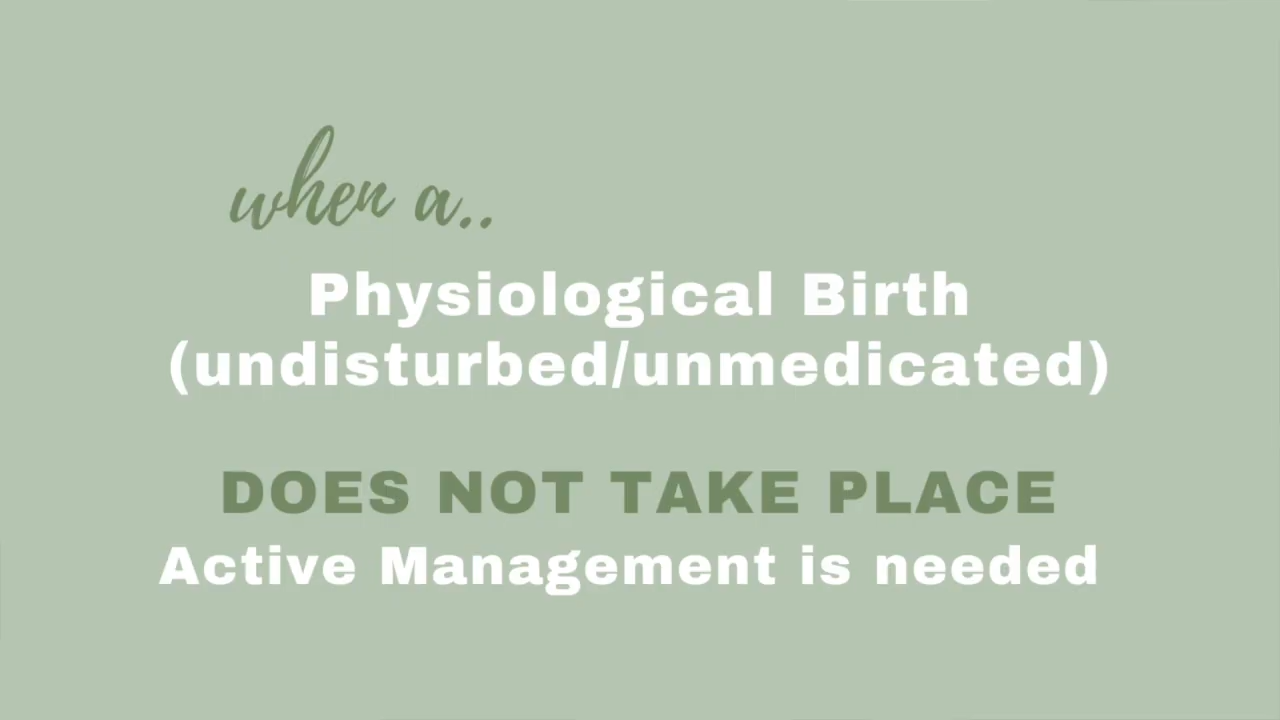 when a..
Physiological Birth
(undisturbed/unmedicated)
DOES NOT TAKE PLACE
Active Management is needed